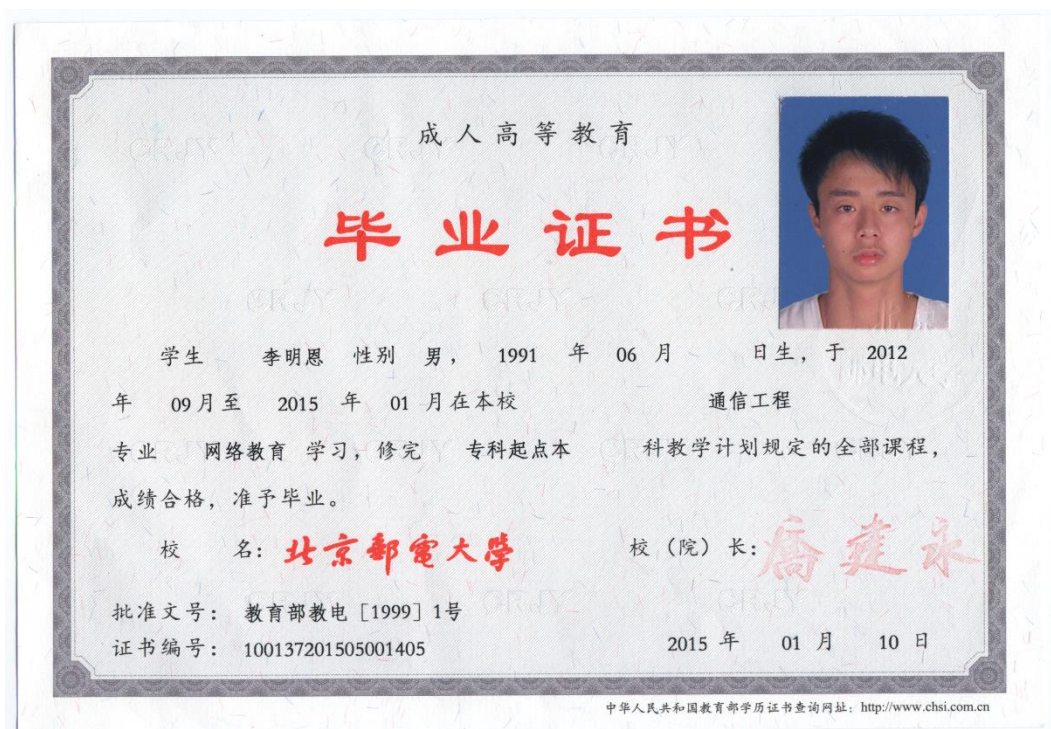 成人高等教育
毕业证书
学生 李明恩 性别 男， 1991 年 06 月 日生，于 2012
年 09月至 2015 年 01 月在本校 通信工程
专业 网络教育 学习，修完 专科起点本 科教学计划规定的全部课程，
成绩合格，准予毕业。
校 名：北京郵電大學 校（院）长：喬建永
批准文号： 教育部教电［1999］1号
证书编号： 100137201505001405 2015 年 01 月 10 日
中华人民共和国教育部学历证书查询网址：http://www.chsi.com.cn